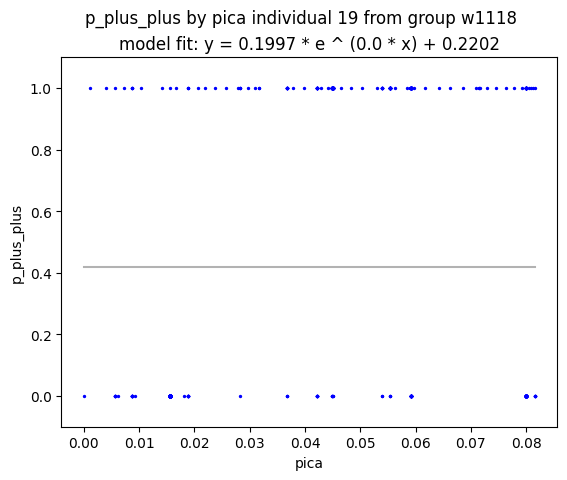 p_plus_plus by pica individual 19 from group w1118
model fit: y = 0.1997 * e ^ (0.0 * x) + 0.2202
1.0
0.8
0.6
0.4
0.2
0.0
p_plus_plus
0.00 0.01 0.02 0.03 0.04 0.05 0.06 0.07 0.08
pica